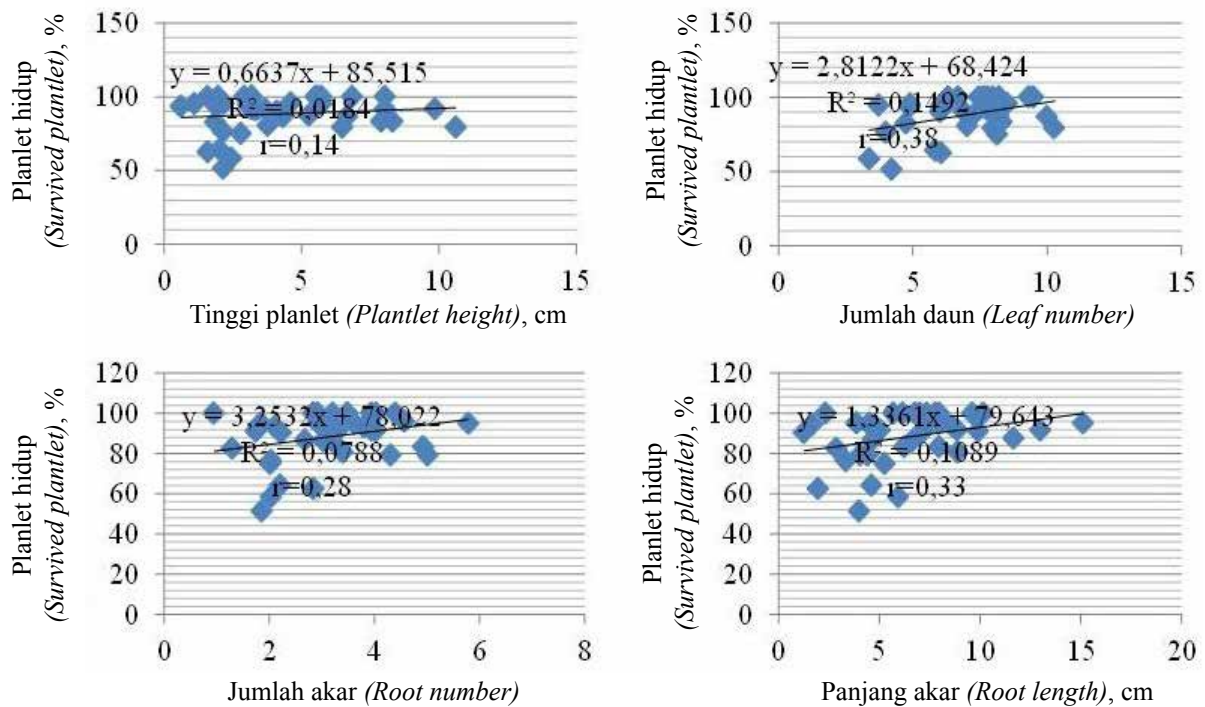 Planlet hidup
(Survived plantlet), %
150
100
50
0
y = 0,6637x + 85,515
R² = 0,0184
r=0,14
0 5 10 15
Tinggi planlet (Plantlet height), cm
Planlet hidup
(Survived plantlet), %
150
100
50
0
y = 2,8122x + 68,424
R² = 0,1492
r=0,38
0 5 10 15
Jumlah daun (Leaf number)
Planlet hidup
(Survived plantlet), %
120
100
80
60
40
20
0
y = 3,2532x + 78,022
R² = 0,0788
r=0,28
0 2 4 6 8
Jumlah akar (Root number)
Planlet hidup
(Survived plantlet), %
120
100
80
60
40
20
0
y = 1,3361x + 79,643
R² = 0,1089
r=0,33
0 5 10 15 20
Panjang akar (Root length), cm